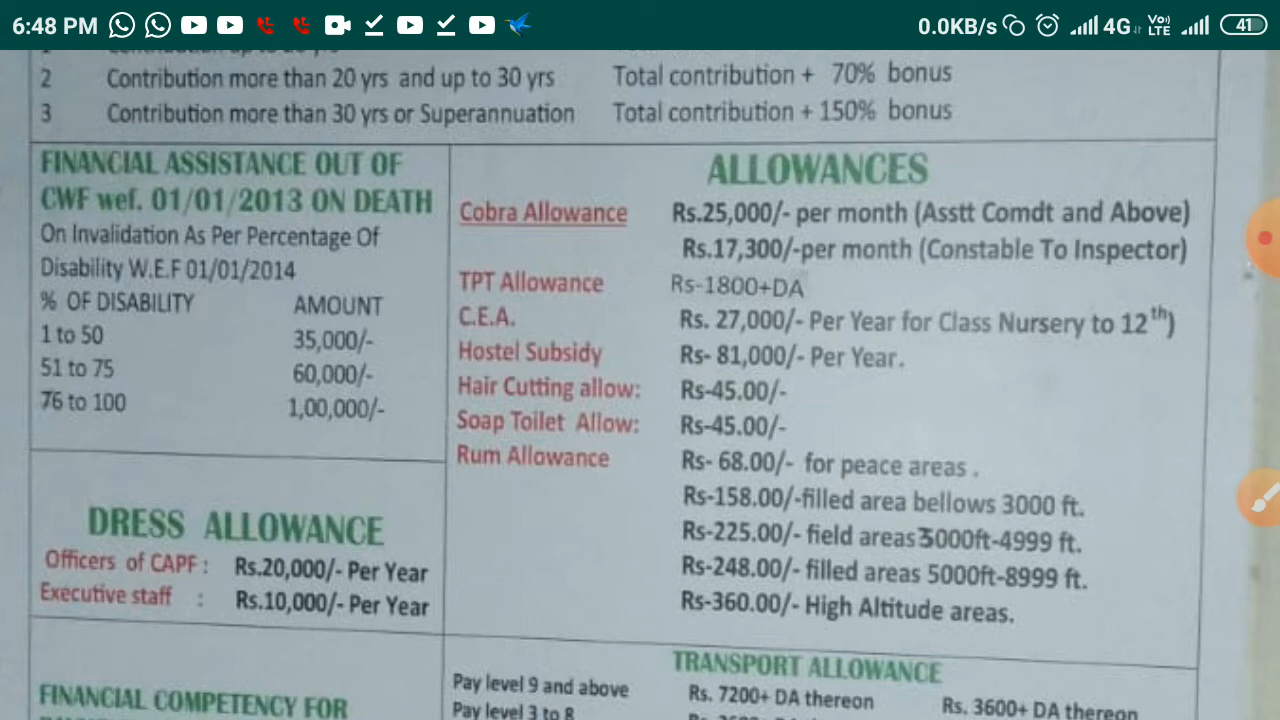 6:48 PM
0.0KB/s 4G VoLTE 41
2 Contribution more than 20 yrs and up to 30 yrs Total contribution + 70% bonus
3 Contribution more than 30 yrs or Superannuation Total contribution + 150% bonus
FINANCIAL ASSISTANCE OUT OF
CWF wef. 01/01/2013 ON DEATH
On Invalidation As Per Percentage Of
Disability W.E.F 01/01/2014
% OF DISABILITY AMOUNT
1 to 50 35,000/-
51 to 75 60,000/-
76 to 100 1,00,000/-
DRESS ALLOWANCE
Officers of CAPF : Rs.20,000/- Per Year
Executive staff : Rs.10,000/- Per Year
FINANCIAL COMPETENCY FOR
ALLOWANCES
Cobra Allowance Rs.25,000/- per month (Asstt Comdt and Above)
Rs.17,300/-per month (Constable To Inspector)
TPT Allowance Rs-1800+DA
C.E.A. Rs. 27,000/- Per Year for Class Nursery to 12th)
Hostel Subsidy Rs- 81,000/- Per Year.
Hair Cutting allow: Rs-45.00/-
Soap Toilet Allow: Rs-45.00/-
Rum Allowance Rs- 68.00/- for peace areas .
Rs-158.00/-filled area bellows 3000 ft.
Rs-225.00/- field areas 3000ft-4999 ft.
Rs-248.00/- filled areas 5000ft-8999 ft.
Rs-360.00/- High Altitude areas.
TRANSPORT ALLOWANCE
Pay level 9 and above Rs. 7200+ DA thereon Rs. 3600+ DA thereon
Pay level 3 to 8